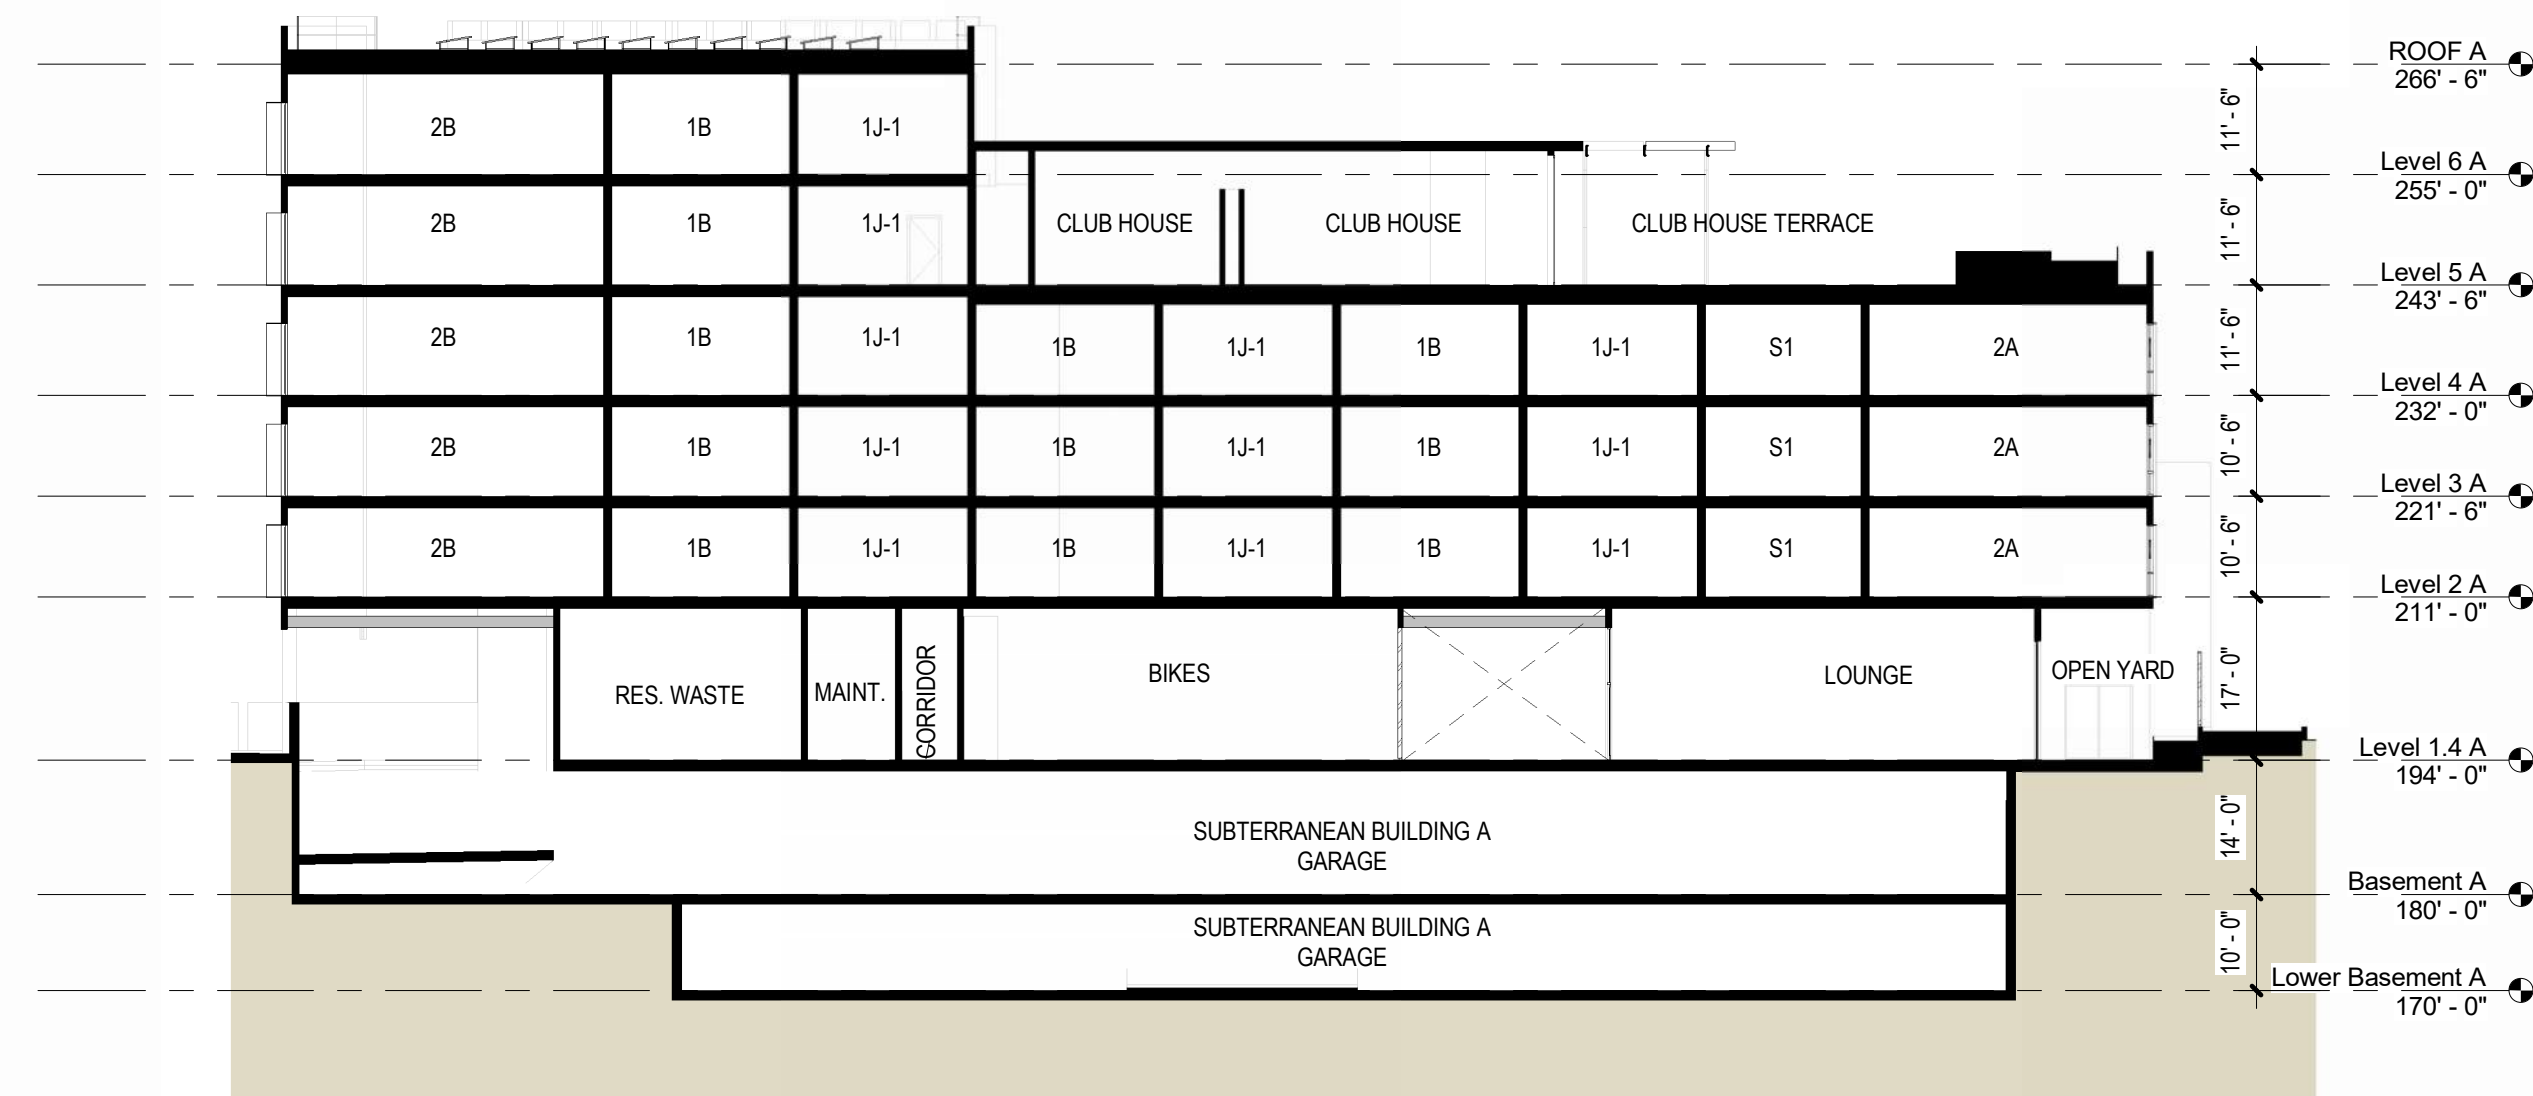 ROOF A
266' - 6"
11' - 6"
2B 1B 1J-1
Level 6 A
255' - 0"
11' - 6"
2B 1B 1J-1 CLUB HOUSE CLUB HOUSE CLUB HOUSE TERRACE
Level 5 A
243' - 6"
11' - 6"
2B 1B 1J-1
1B 1J-1 1B 1J-1 S1 2A
Level 4 A
232' - 0"
10' - 6"
2B 1B 1J-1 1B 1J-1 1B 1J-1 S1 2A
Level 3 A
221' - 6"
10' - 6"
2B 1B 1J-1 1B 1J-1 1B 1J-1 S1 2A
Level 2 A
211' - 0"
17' - 0"
RES. WASTE MAINT. CORRIDOR BIKES LOUNGE OPEN YARD
Level 1.4 A
194' - 0"
14' - 0"
SUBTERRANEAN BUILDING A
GARAGE
Basement A
180' - 0"
10' - 0"
SUBTERRANEAN BUILDING A
GARAGE
Lower Basement A
170' - 0"